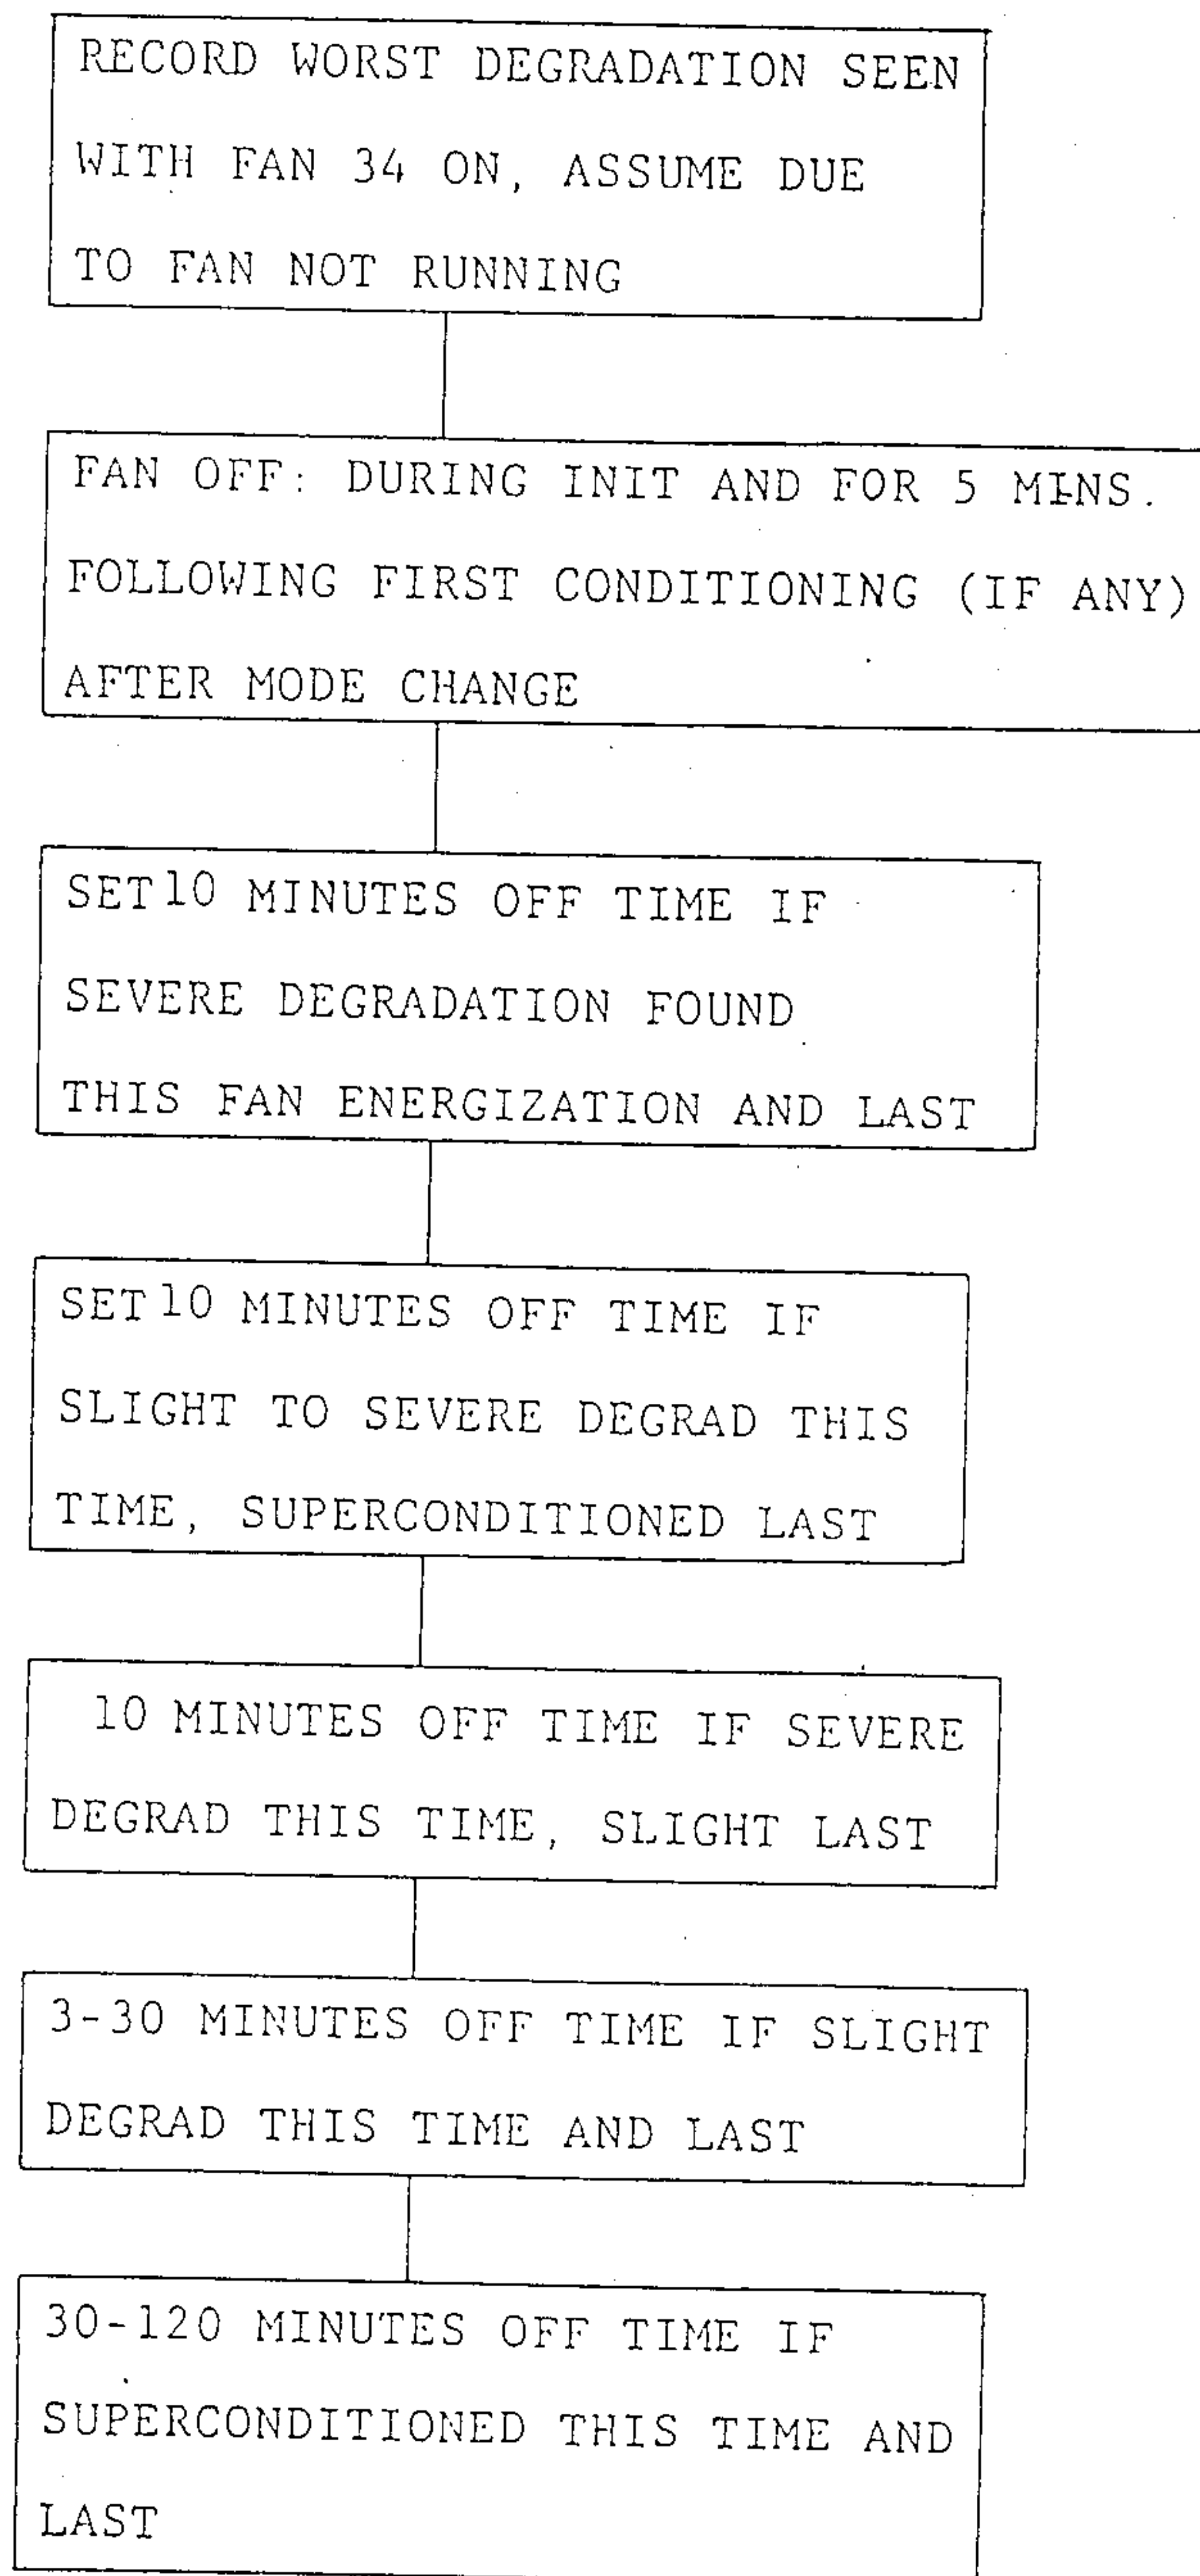 RECORD WORST DEGRADATION SEEN
WITH FAN 34 ON, ASSUME DUE
TO FAN NOT RUNNING
FAN OFF: DURING INIT AND FOR 5 MINS.
FOLLOWING FIRST CONDITIONING (IF ANY)
AFTER MODE CHANGE
SET 10 MINUTES OFF TIME IF
SEVERE DEGRADATION FOUND
THIS FAN ENERGIZATION AND LAST
SET 10 MINUTES OFF TIME IF
SLIGHT TO SEVERE DEGRAD THIS
TIME, SUPERCONDITIONED LAST
10 MINUTES OFF TIME IF SEVERE
DEGRAD THIS TIME, SLIGHT LAST
3-30 MINUTES OFF TIME IF SLIGHT
DEGRAD THIS TIME AND LAST
30-120 MINUTES OFF TIME IF
SUPERCONDITIONED THIS TIME AND
LAST